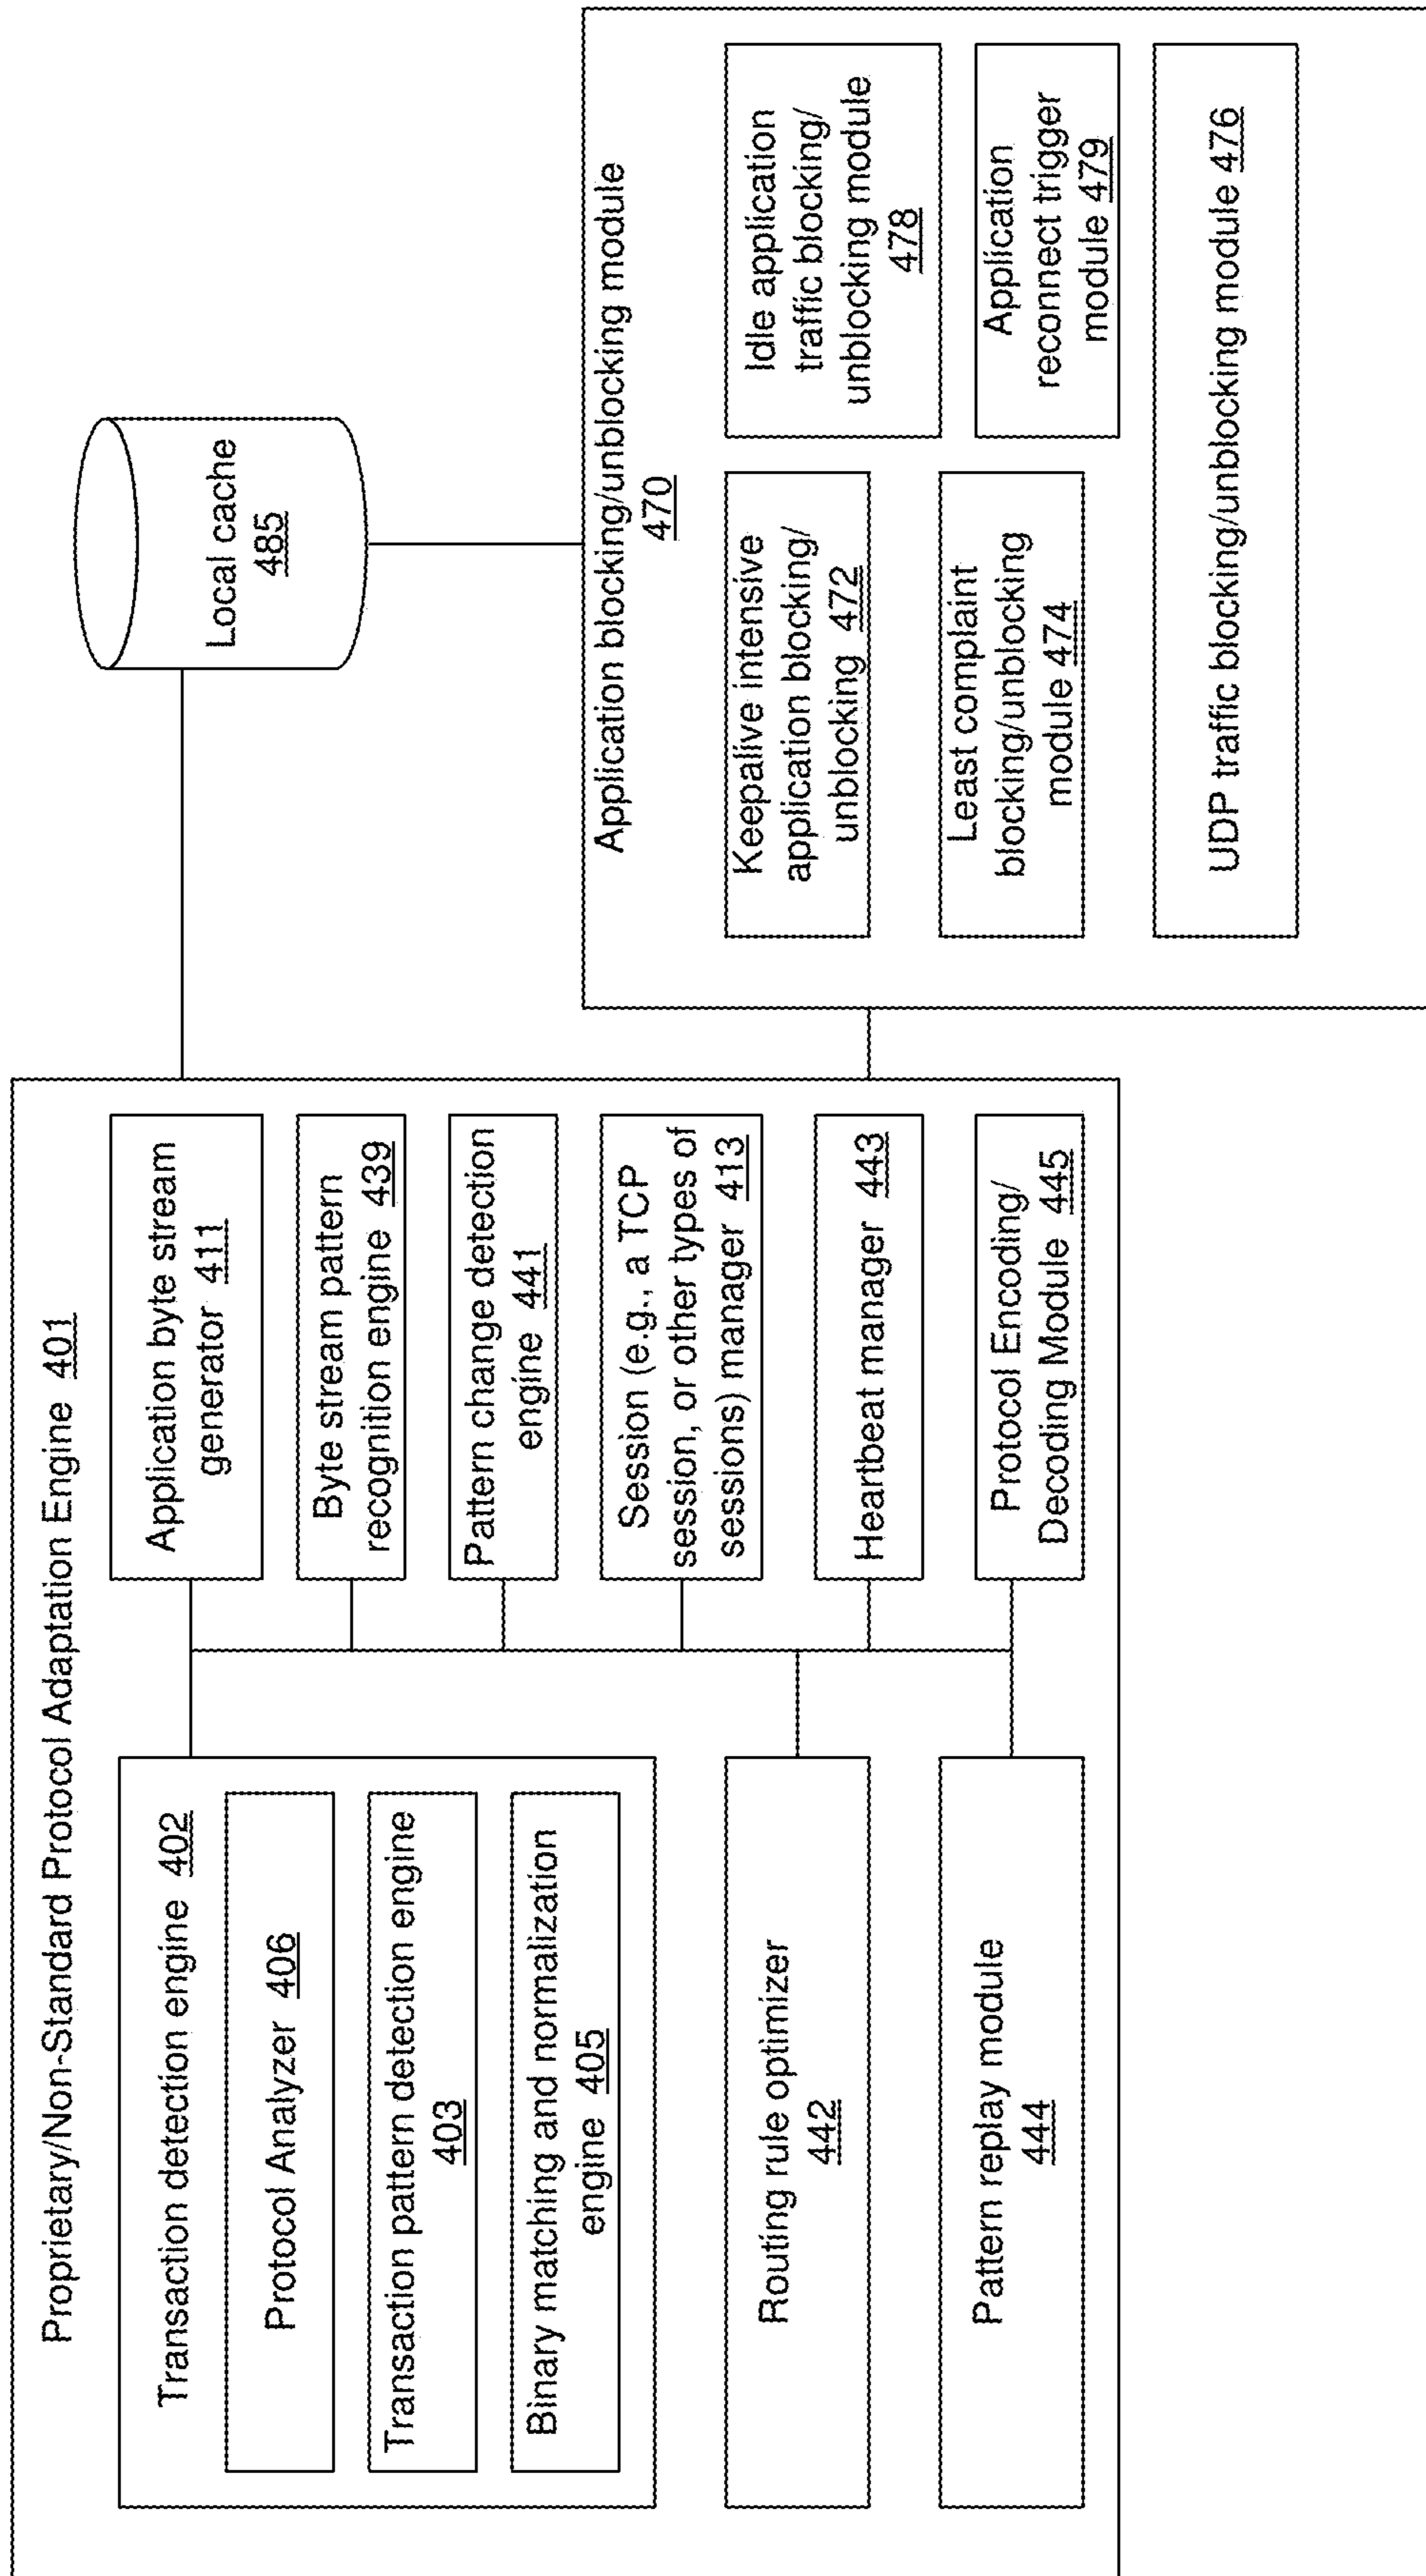 Proprietary/Non-Standard Protocol Adaptation Engine 401
Transaction detection engine 402
Protocol Analyzer 406
Transaction pattern detection engine
403
Binary matching and normalization
engine 405
Routing rule optimizer
442
Pattern replay module
444
Application byte stream
generator 411
Byte stream pattern
recognition engine 439
Pattern change detection
engine 441
Session (e.g., a TCP
session, or other types of
sessions) manager 413
Heartbeat manager 443
Protocol Encoding/
Decoding Module 445
Local cache
485
Application blocking/unblocking module
470
Keepalive intensive
application blocking/
unblocking 472
Idle application
traffic blocking/
unblocking module
478
Least complaint
blocking/unblocking
module 474
Application
reconnect trigger
module 479
UDP traffic blocking/unblocking module 476